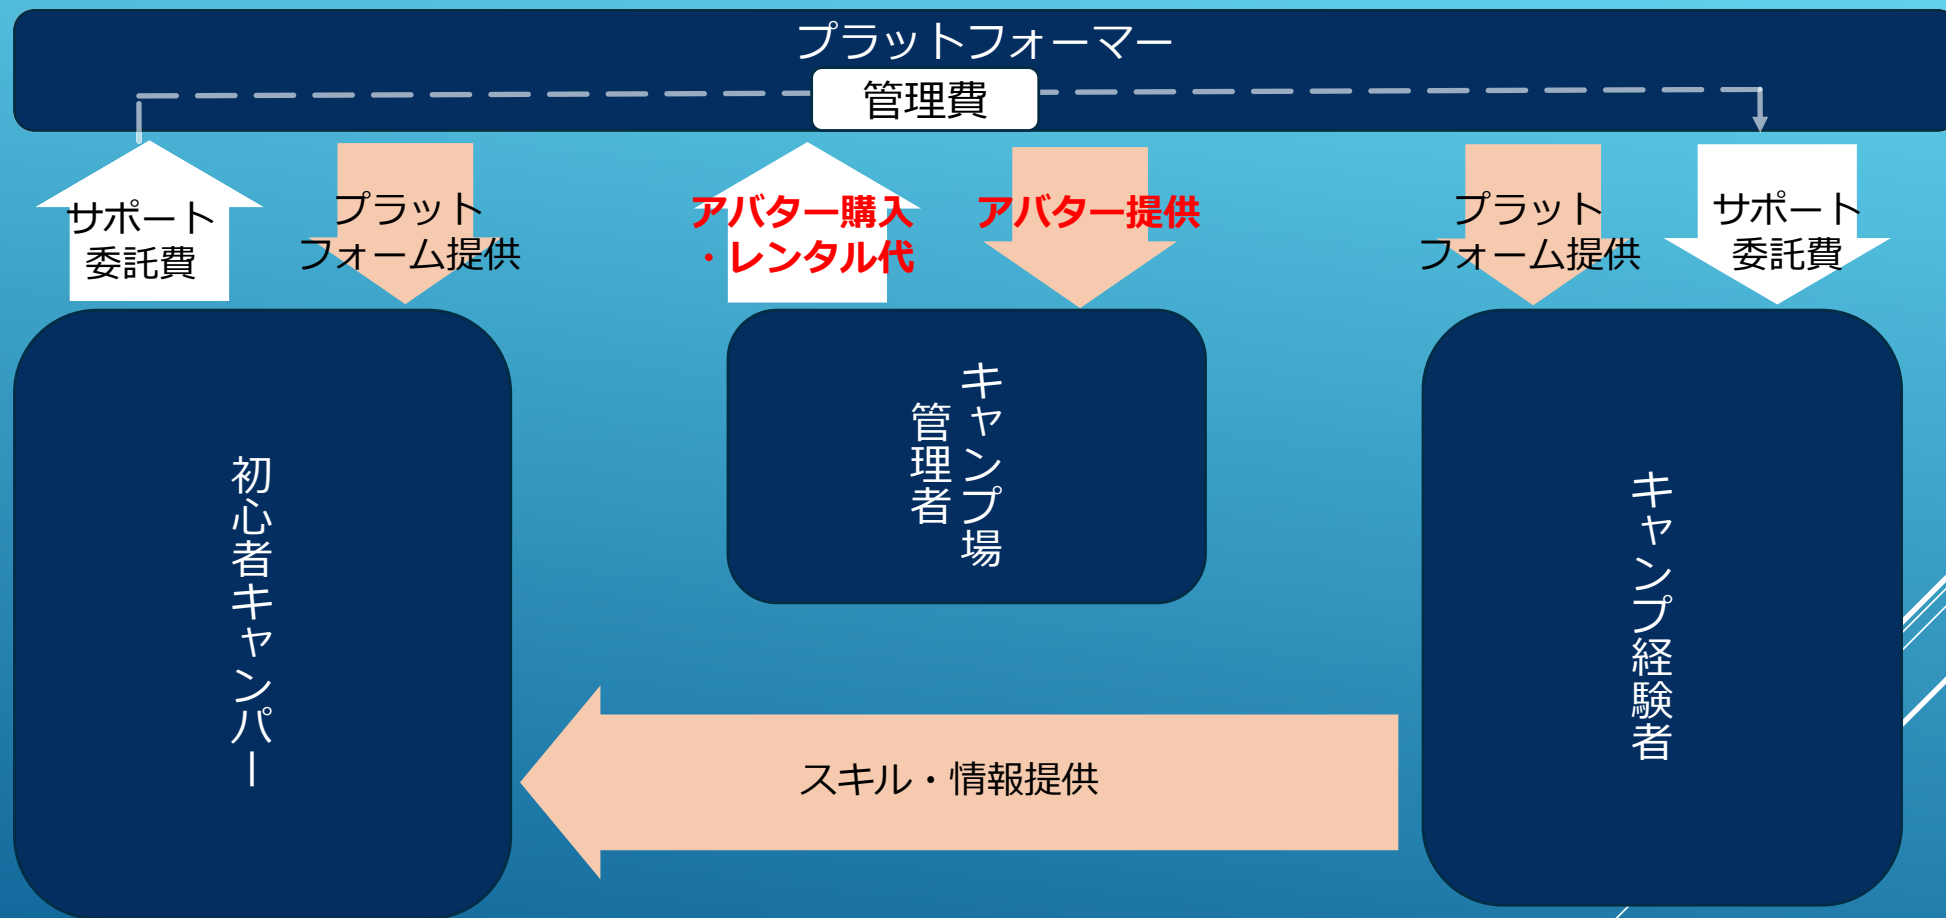 プラットフォーマー
管理費
サポート
委託費
プラット
フォーム提供
アバター購入
・レンタル代
アバター提供
プラット
フォーム提供
サポート
委託費
初心者キャンパー
キャンプ場
管理者
キャンプ経験者
スキル・情報提供